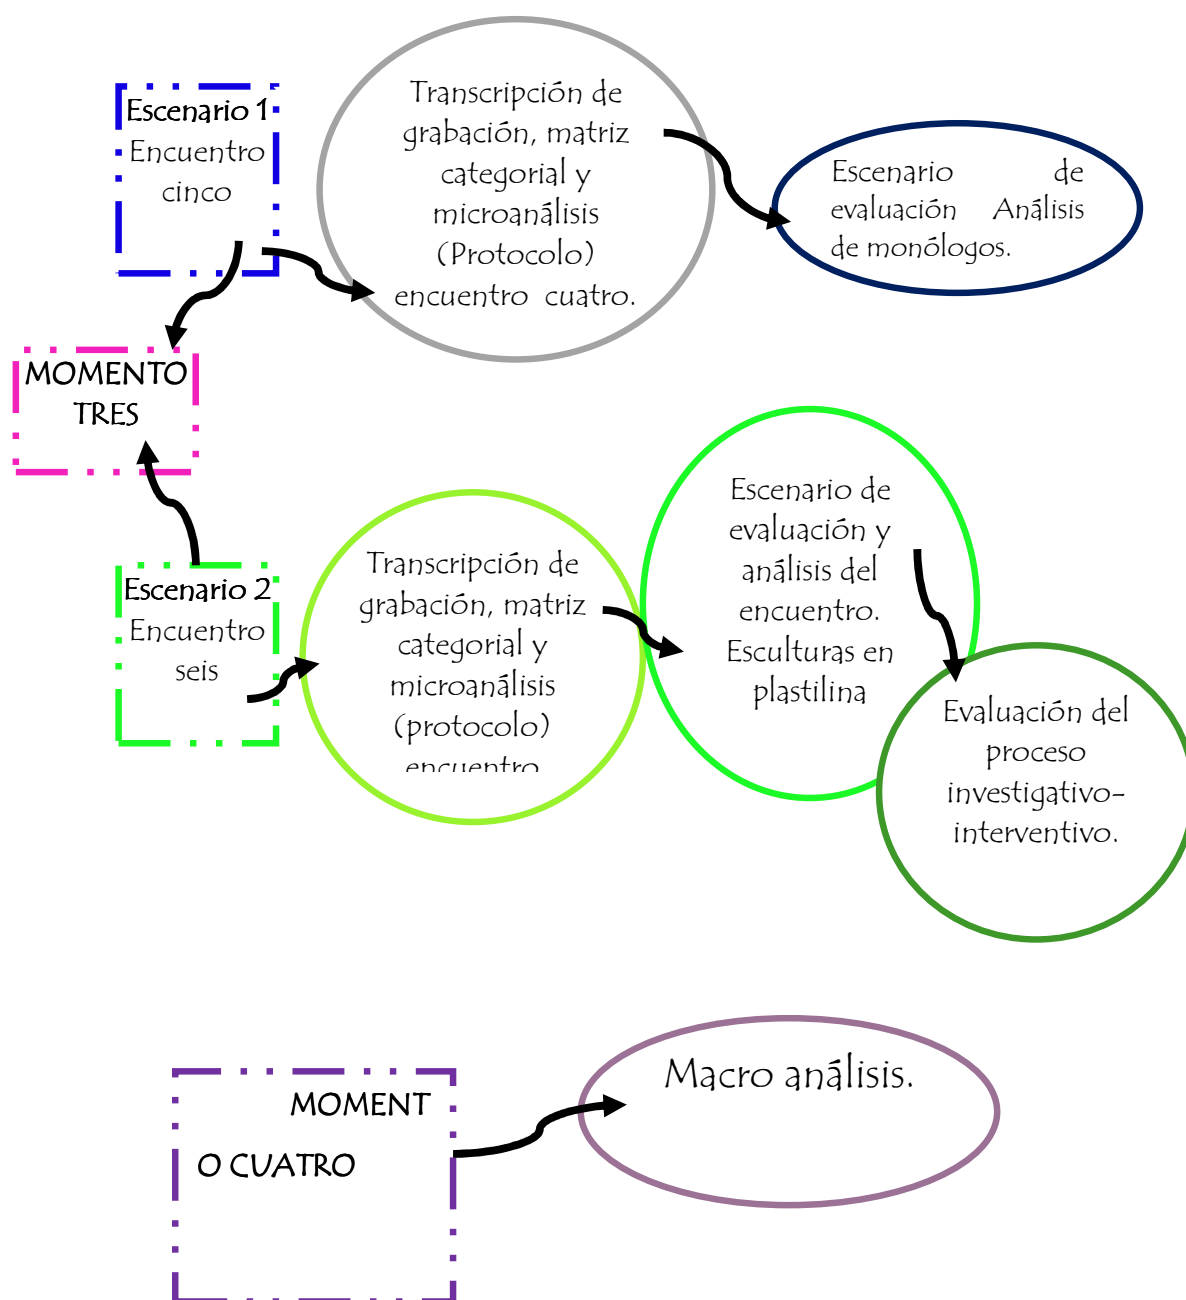 Escenario 1
Encuentro
cinco
Transcripción de
grabación, matriz
categorial y
microanálisis
(Protocolo)
encuentro cuatro.
Escenario de
evaluación Análisis
de monólogos.
MOMENTO
TRES
Escenario 2
Encuentro
seis
Transcripción de
grabación, matriz
categorial y
microanálisis
(protocolo)
encuentro
Escenario de
evaluación y
análisis del
encuentro.
Esculturas en
plastilina
Evaluación del
proceso
investigativo-
interventivo.
MOMENT
O CUATRO
Macro análisis.